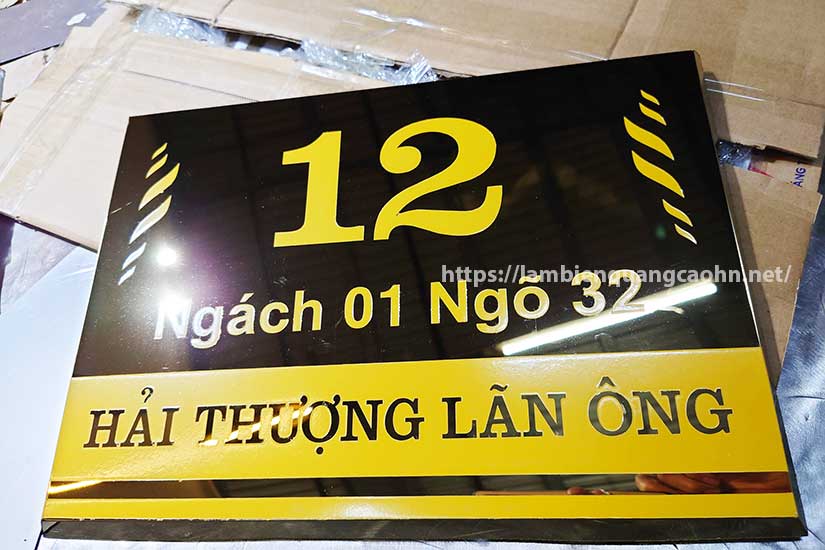 12
https://lambienquangcaohn.net/
Ngách 01 Ngõ 32
HẢI THƯỢNG LÃN ÔNG